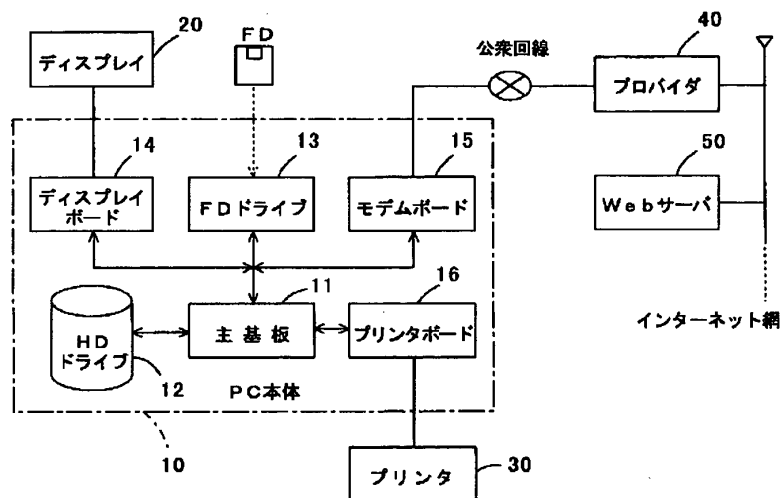 20
ＦＤ
ディスプレイ
公衆回線
40
プロバイダ
14
13
15
50
ディスプレイ
ボード
ＦＤドライブ
モデムボード
Ｗｅｂサーバ
11
16
ＨＤ
ドライブ
主基板
プリンタボード
インターネット網
12
ＰＣ本体
10
プリンタ
30